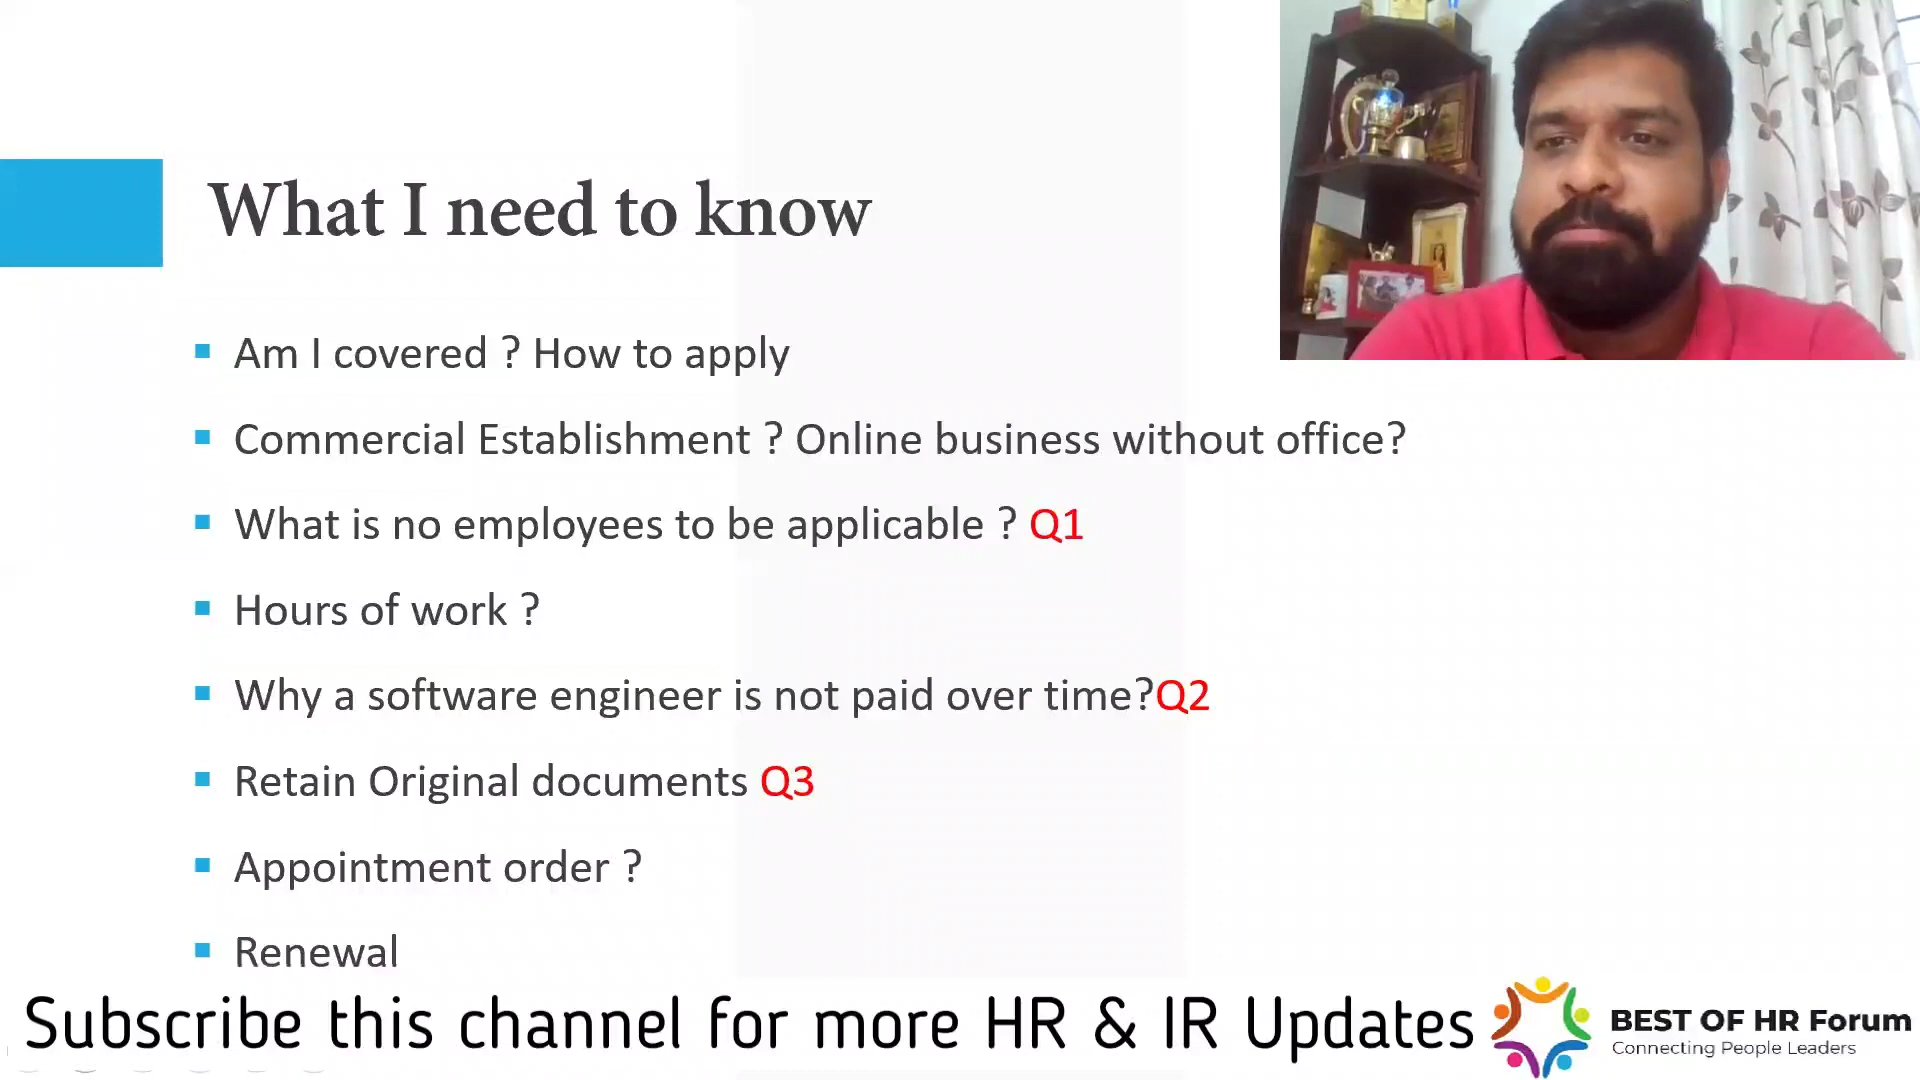 What I need to know
Am I covered ? How to apply
Commercial Establishment ? Online business without office?
What is no employees to be applicable ? Q1
Hours of work ?
Why a software engineer is not paid over time?Q2
Retain Original documents Q3
Appointment order ?
Renewal
Subscribe this channel for more HR & IR Updates
BEST OF HR Forum
Connecting People Leaders